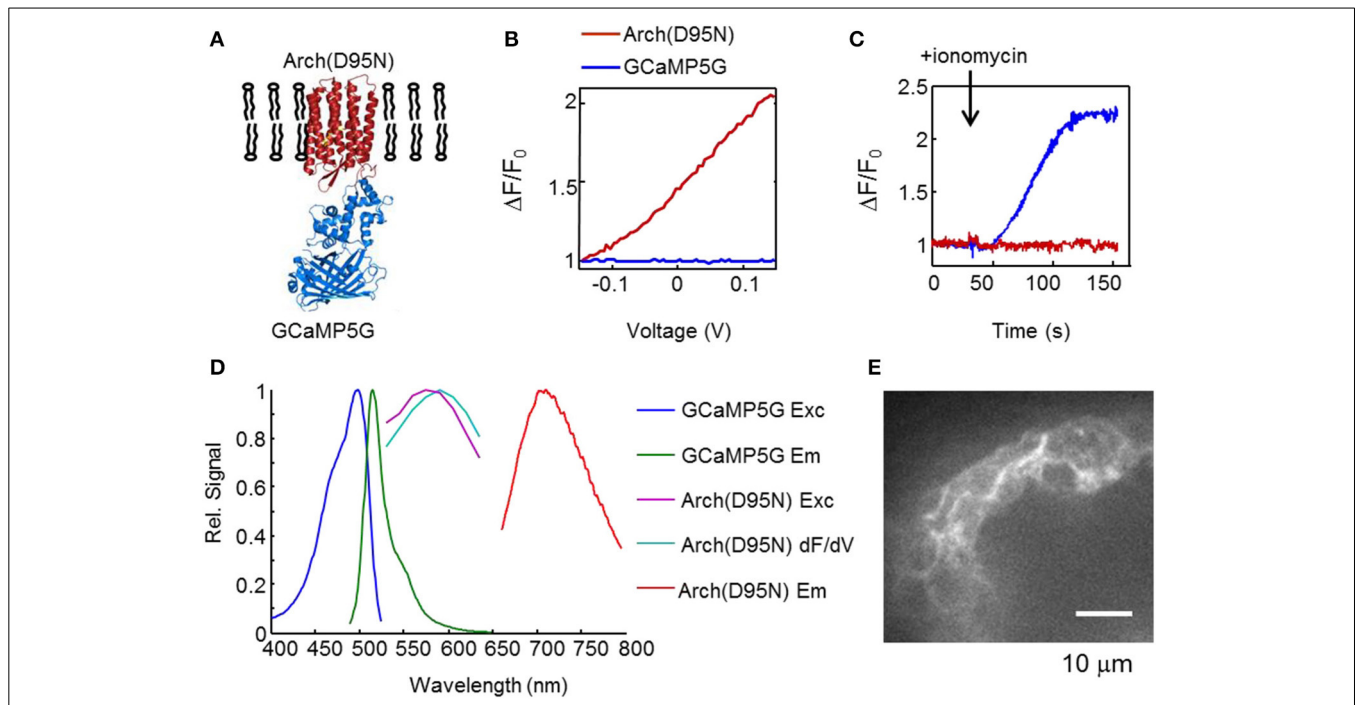 A
Arch(D95N)
GCaMP5G
B
Arch(D95N)
GCaMP5G
ΔF/F0
2
1.5
1
-0.1 0 0.1
Voltage (V)
C
+ionomycin
ΔF/F0
2.5
2
1.5
1
0 50 100 150
Time (s)
D
Rel. Signal
1
0.8
0.6
0.4
0.2
0
400 450 500 550 600 650 700 750 800
Wavelength (nm)
GCaMP5G Exc
GCaMP5G Em
Arch(D95N) Exc
Arch(D95N) dF/dV
Arch(D95N) Em
E
10 μm